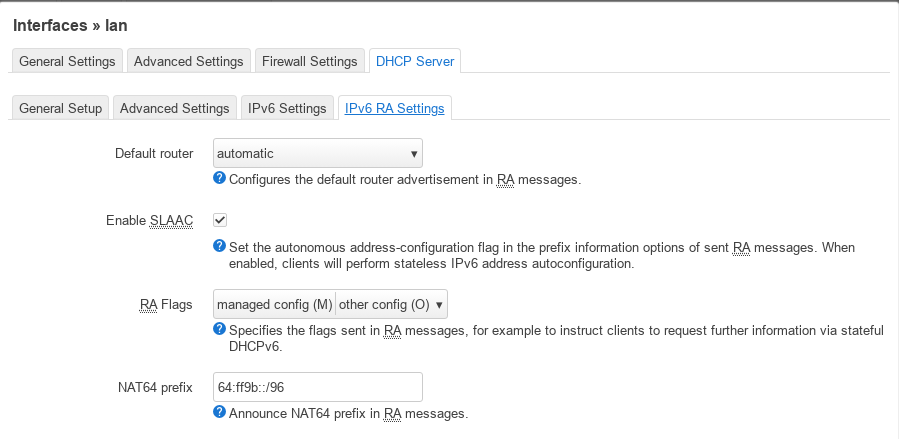 Interfaces » lan
General Settings Advanced Settings Firewall Settings DHCP Server
General Setup Advanced Settings IPv6 Settings IPv6 RA Settings
Default router automatic
Configures the default router advertisement in RA messages.
Enable SLAAC
Set the autonomous address-configuration flag in the prefix information options of sent RA messages. When
enabled, clients will perform stateless IPv6 address autoconfiguration.
RA Flags managed config (M) other config (O)
Specifies the flags sent in RA messages, for example to instruct clients to request further information via stateful
DHCPv6.
NAT64 prefix 64:ff9b::/96
Announce NAT64 prefix in RA messages.